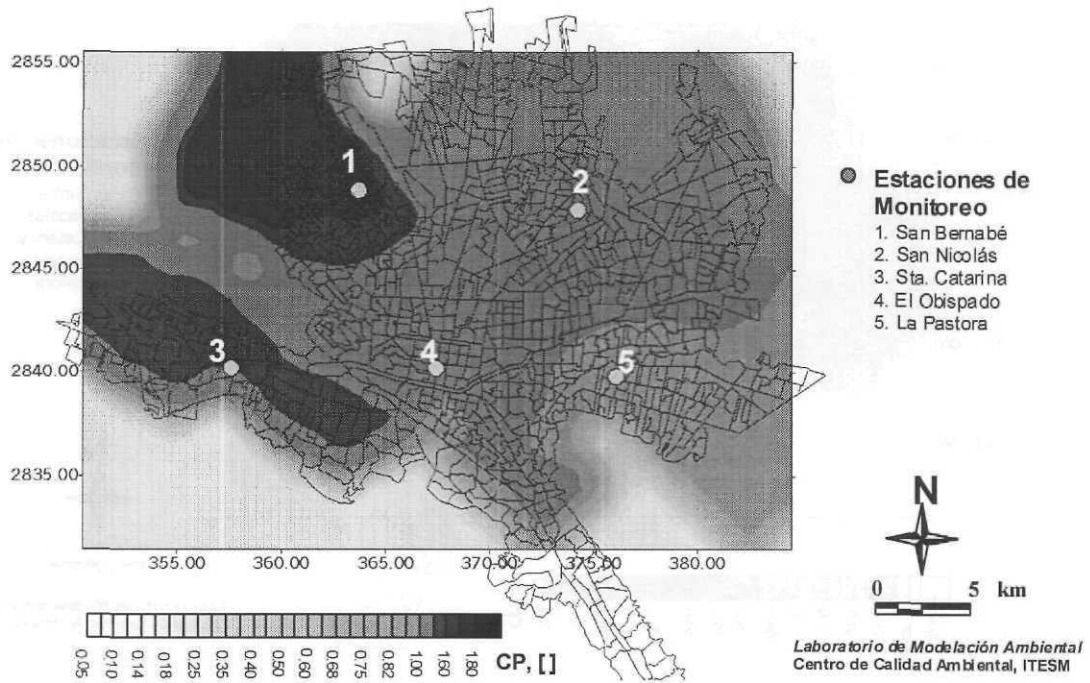 2855.00
2850.00
2845.00
2840.00
2835.00
355.00
360.00
365.00
370.00
375.00
380.00
1
2
3
4
5
Estaciones de
Monitoreo
1. San Bernabé
2. San Nicolás
3. Sta. Catarina
4. El Obispado
5. La Pastora
N
0 5 km
0.05
0.10
0.14
0.18
0.25
0.35
0.50
0.60
0.68
0.75
0.82
1.00
1.60
1.80
CP, [ ]
Laboratorio de Modelación Ambiental
Centro de Calidad Ambiental, ITESM